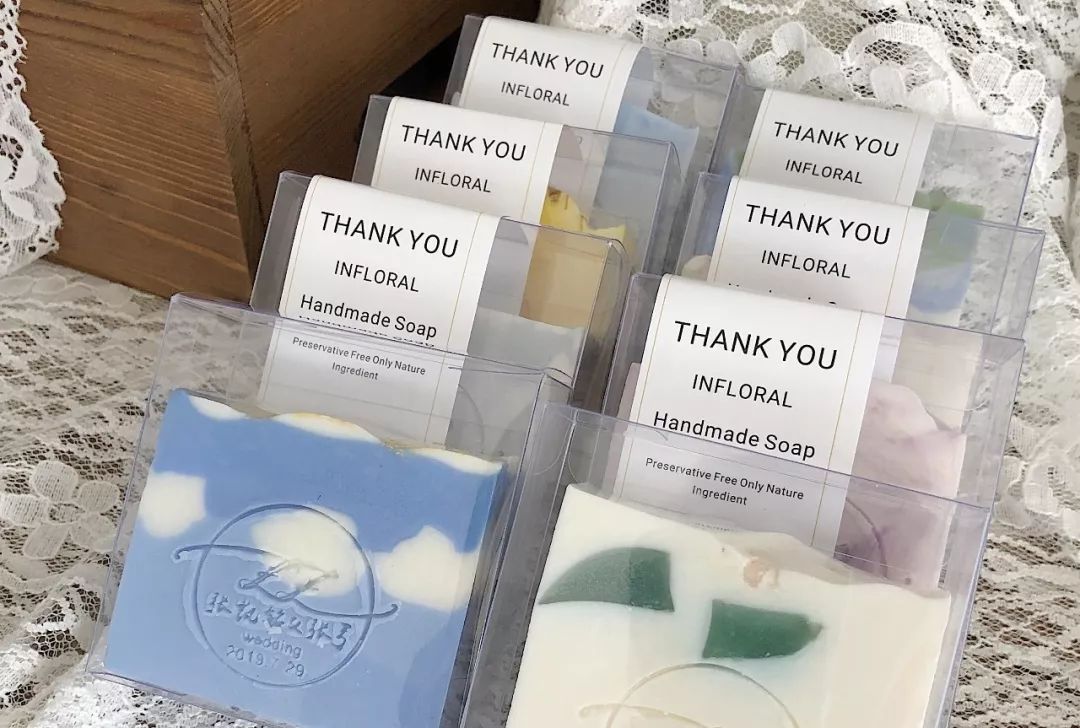 THANK YOU
INFLORAL
THANK YOU
INFLORAL
THANK YOU
INFLORAL
THANK YOU
INFLORAL
Handmade Soap
Preservative Free Only Nature
Ingredient
THANK YOU
INFLORAL
THANK YOU
INFLORAL
Handmade Soap
Preservative Free Only Nature
Ingredient
wedding
2019.7.29